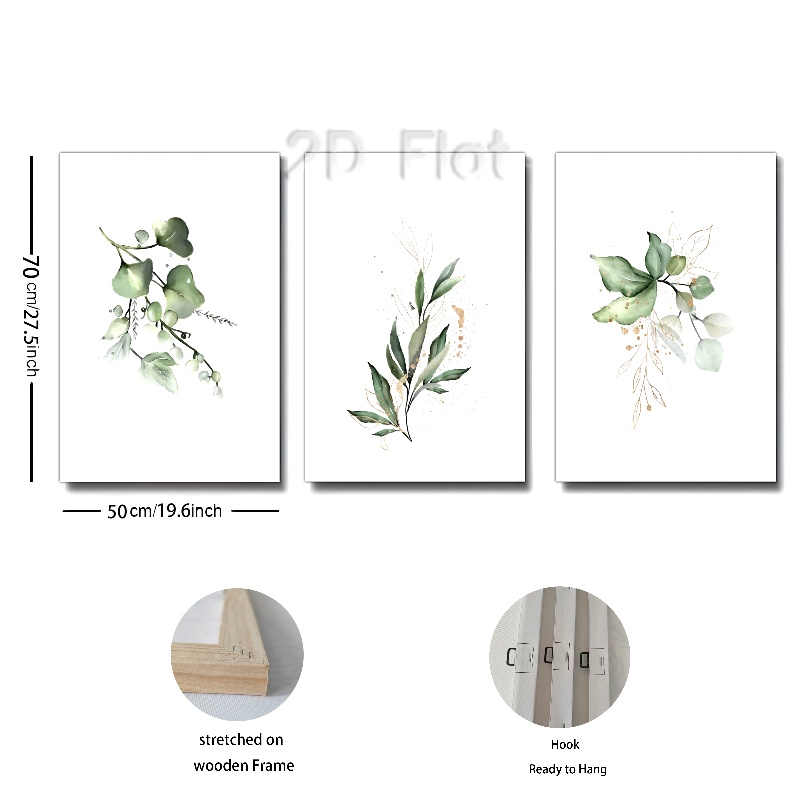 2D Flat
70 cm/27.5inch
50cm/19.6inch
stretched on
wooden Frame
Hook
Ready to Hang